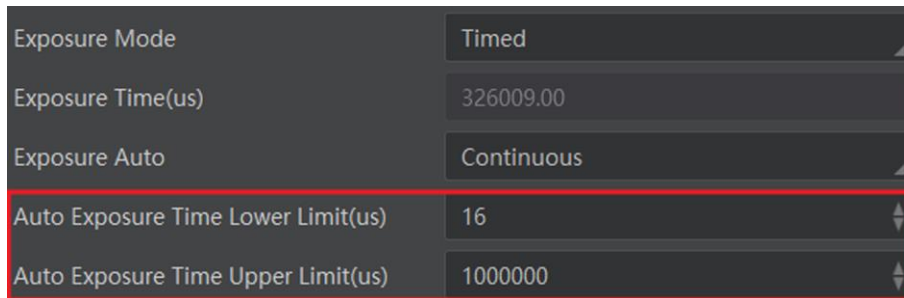 Exposure Mode Timed
Exposure Time(us) 326009.00
Exposure Auto Continuous
Auto Exposure Time Lower Limit(us) 16
Auto Exposure Time Upper Limit(us) 1000000